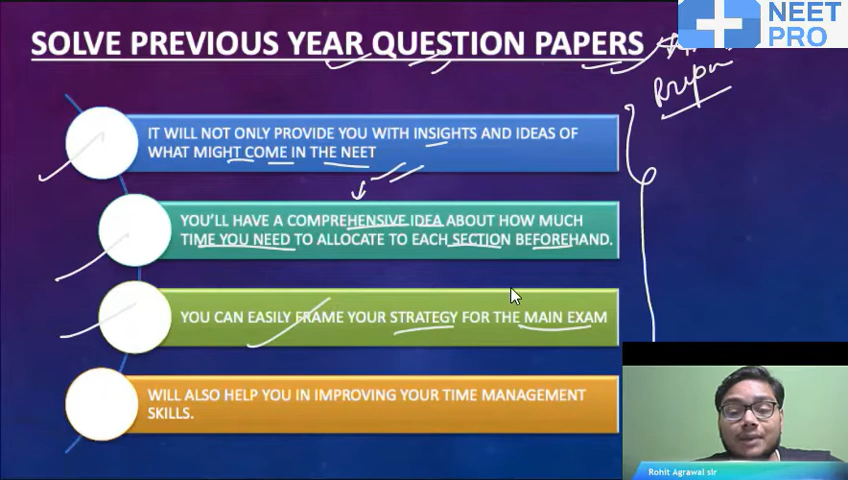 NEET
PRO
SOLVE PREVIOUS YEAR QUESTION PAPERS
IT WILL NOT ONLY PROVIDE YOU WITH INSIGHTS AND IDEAS OF
WHAT MIGHT COME IN THE NEET
YOU'LL HAVE A COMPREHENSIVE IDEA ABOUT HOW MUCH
TIME YOU NEED TO ALLOCATE TO EACH SECTION BEFOREHAND.
YOU CAN EASILY FRAME YOUR STRATEGY FOR THE MAIN EXAM
WILL ALSO HELP YOU IN IMPROVING YOUR TIME MANAGEMENT
SKILLS.
Rohit Agrawal sir